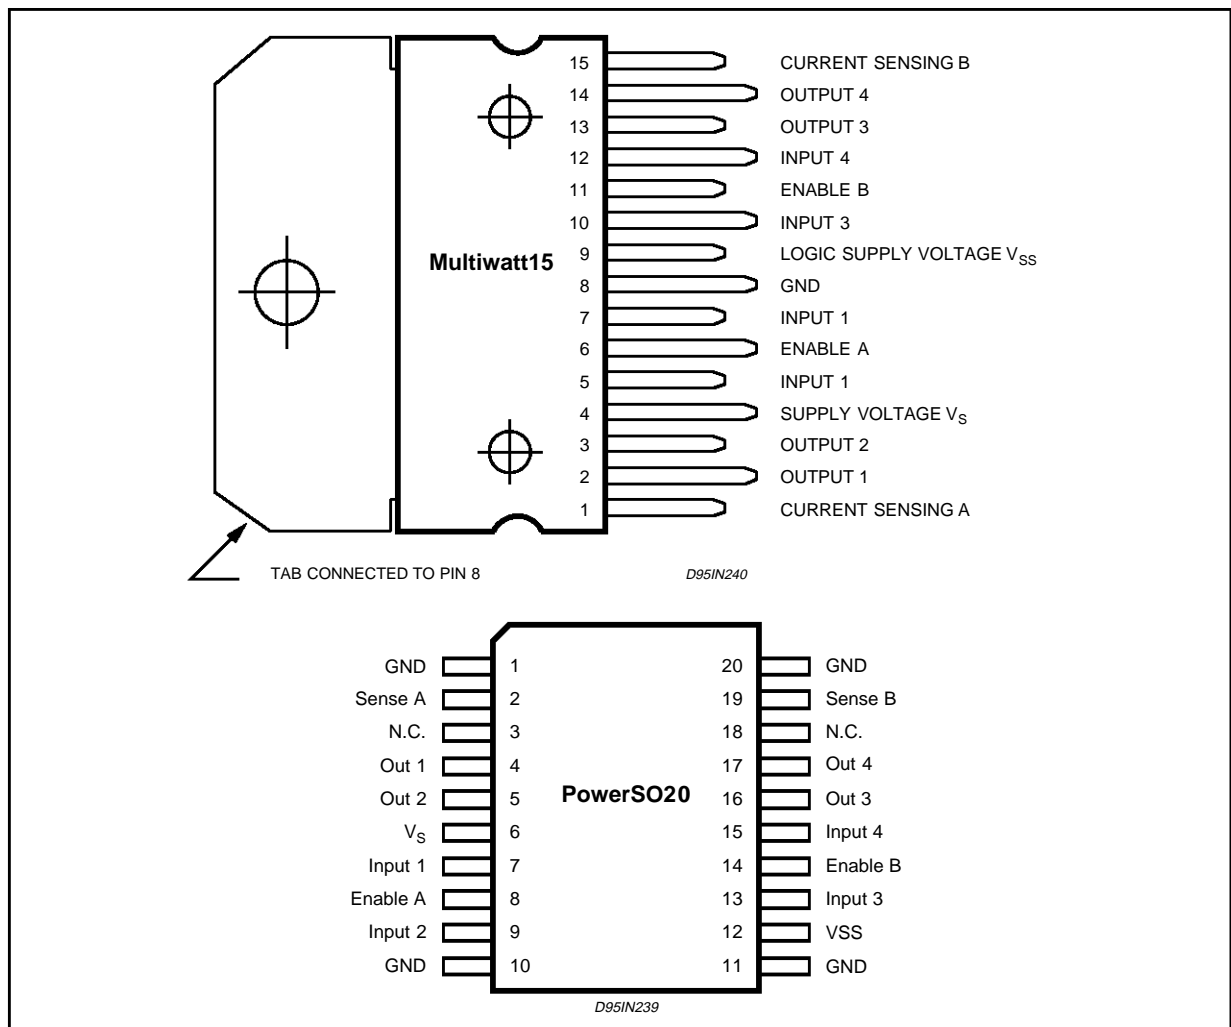 15 CURRENT SENSING B
14 OUTPUT 4
13 OUTPUT 3
12 INPUT 4
11 ENABLE B
10 INPUT 3
Multiwatt15
9 LOGIC SUPPLY VOLTAGE VSS
8 GND
7 INPUT 1
6 ENABLE A
5 INPUT 1
4 SUPPLY VOLTAGE VS
3 OUTPUT 2
2 OUTPUT 1
1 CURRENT SENSING A
TAB CONNECTED TO PIN 8
D95IN240
GND 1 20 GND
Sense A 2 19 Sense B
N.C. 3 18 N.C.
Out 1 4 17 Out 4
Out 2 5 PowerSO20 16 Out 3
VS 6 15 Input 4
Input 1 7 14 Enable B
Enable A 8 13 Input 3
Input 2 9 12 VSS
GND 10 11 GND
D95IN239